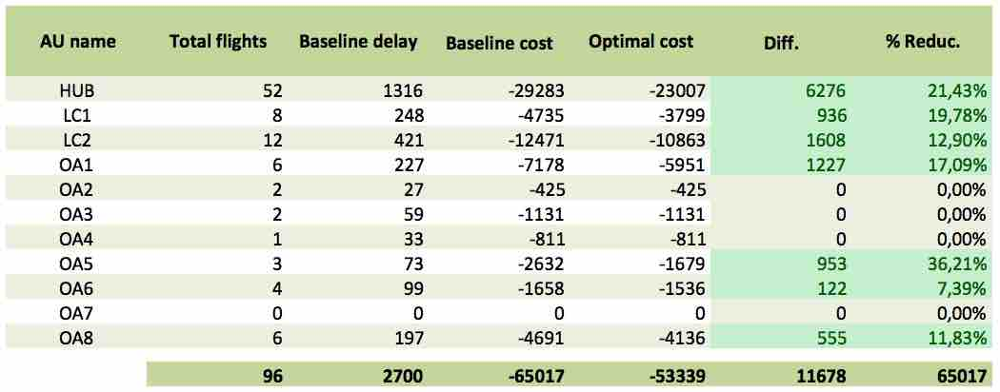 AU name Total flights Baseline delay Baseline cost Optimal cost Diff. % Reduc.
HUB 52 1316 -29283 -23007 6276 21,43%
LC1 8 248 -4735 -3799 936 19,78%
LC2 12 421 -12471 -10863 1608 12,90%
OA1 6 227 -7178 -5951 1227 17,09%
OA2 2 27 -425 -425 0 0,00%
OA3 2 59 -1131 -1131 0 0,00%
OA4 1 33 -811 -811 0 0,00%
OA5 3 73 -2632 -1679 953 36,21%
OA6 4 99 -1658 -1536 122 7,39%
OA7 0 0 0 0 0 0,00%
OA8 6 197 -4691 -4136 555 11,83%
96 2700 -65017 -53339 11678 65017